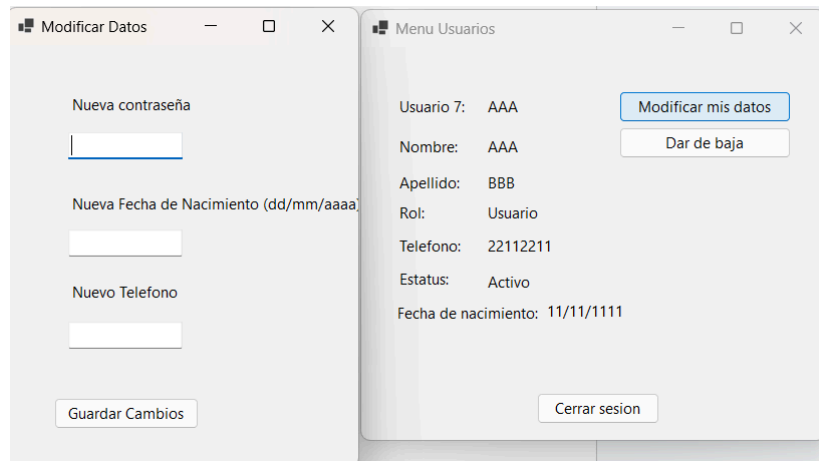 Modificar Datos
Nueva contraseña
Nueva Fecha de Nacimiento (dd/mm/aaaa)
Nuevo Telefono
Guardar Cambios
Menu Usuarios
Usuario 7: AAA
Modificar mis datos
Dar de baja
Nombre: AAA
Apellido: BBB
Rol: Usuario
Telefono: 22112211
Estatus: Activo
Fecha de nacimiento: 11/11/1111
Cerrar sesion